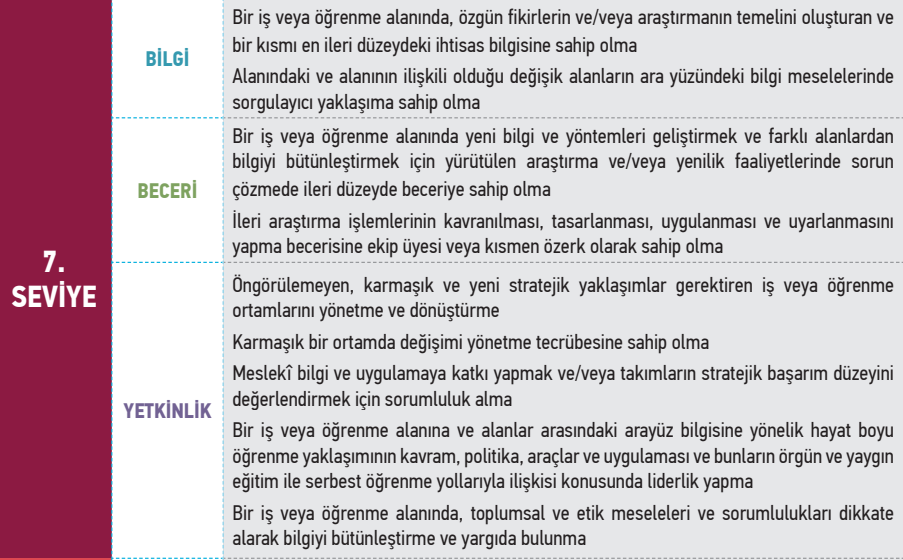 7.
SEVİYE
BİLGİ
Bir iş veya öğrenme alanında, özgün fikirlerin ve/veya araştırmanın temelini oluşturan ve
bir kısmı en ileri düzeydeki ihtisas bilgisine sahip olma
Alanındaki ve alanının ilişkili olduğu değişik alanların ara yüzündeki bilgi meselelerinde
sorgulayıcı yaklaşıma sahip olma
BECERİ
Bir iş veya öğrenme alanında yeni bilgi ve yöntemleri geliştirmek ve farklı alanlardan
bilgiyi bütünleştirmek için yürütülen araştırma ve/veya yenilik faaliyetlerinde sorun
çözmede ileri düzeyde beceriye sahip olma
İleri araştırma işlemlerinin kavranılması, tasarlanması, uygulanması ve uyarlanmasını
yapma becerisine ekip üyesi veya kısmen özerk olarak sahip olma
YETKİNLİK
Öngörülemeyen, karmaşık ve yeni stratejik yaklaşımlar gerektiren iş veya öğrenme
ortamlarını yönetme ve dönüştürme
Karmaşık bir ortamda değişimi yönetme tecrübesine sahip olma
Meslekî bilgi ve uygulamaya katkı yapmak ve/veya takımların stratejik başarım düzeyini
değerlendirmek için sorumluluk alma
Bir iş veya öğrenme alanına ve alanlar arasındaki arayüz bilgisine yönelik hayat boyu
öğrenme yaklaşımının kavram, politika, araçlar ve uygulaması ve bunların örgün ve yaygın
eğitim ile serbest öğrenme yollarıyla ilişkisi konusunda liderlik yapma
Bir iş veya öğrenme alanında, toplumsal ve etik meseleleri ve sorumlulukları dikkate
alarak bilgiyi bütünleştirme ve yargıda bulunma